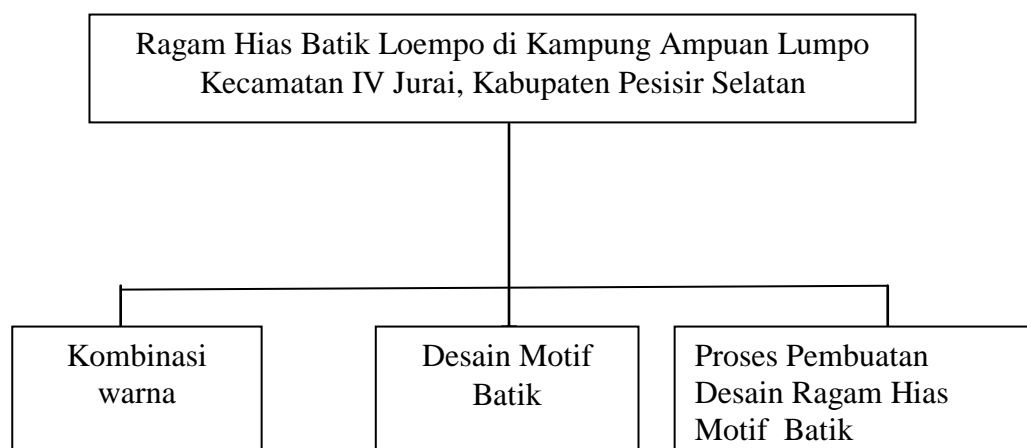 Ragam Hias Batik Loempo di Kampung Ampuan Lumpo
Kecamatan IV Jurai, Kabupaten Pesisir Selatan
Kombinasi
warna
Desain Motif
Batik
Proses Pembuatan
Desain Ragam Hias
Motif Batik